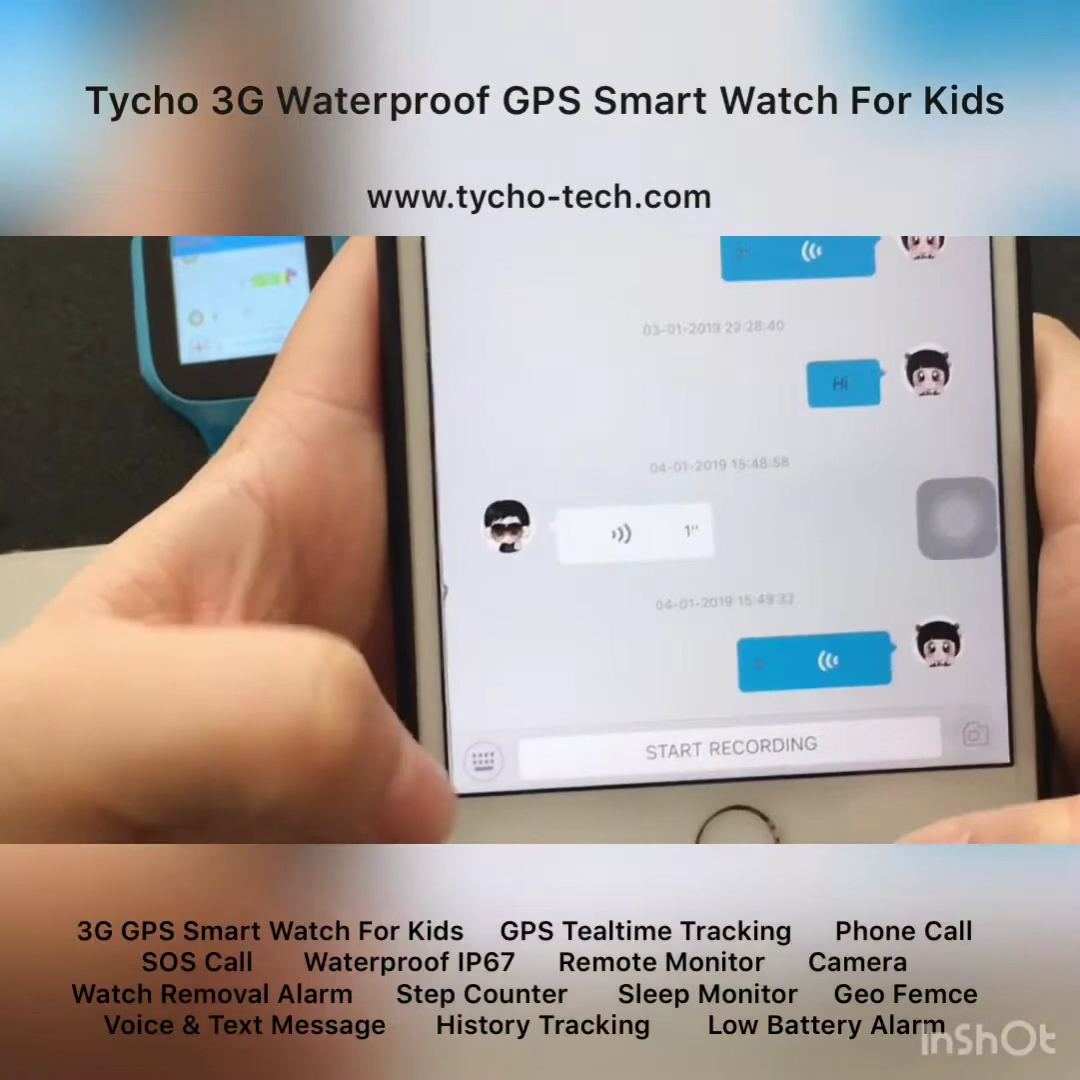 Tycho 3G Waterproof GPS Smart Watch For Kids
www.tycho-tech.com
03-01-2019 23:28:40
Hi
04-01-2019 15:48:58
1"
04-01-2019 15:49:32
START RECORDING
3G GPS Smart Watch For Kids GPS Tealtime Tracking Phone Call
SOS Call Waterproof IP67 Remote Monitor Camera
Watch Removal Alarm Step Counter Sleep Monitor Geo Femce
Voice & Text Message History Tracking Low Battery Alarm
InShOt